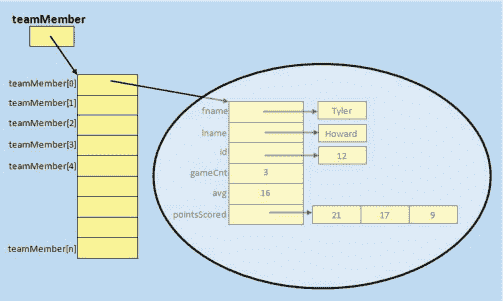 teamMember
teamMember[0]
teamMember[1]
teamMember[2]
teamMember[3]
teamMember[4]
teamMember[n]
fname Tyler
lname Howard
id 12
gameCnt 3
avg 16
pointsScored 21 17 9